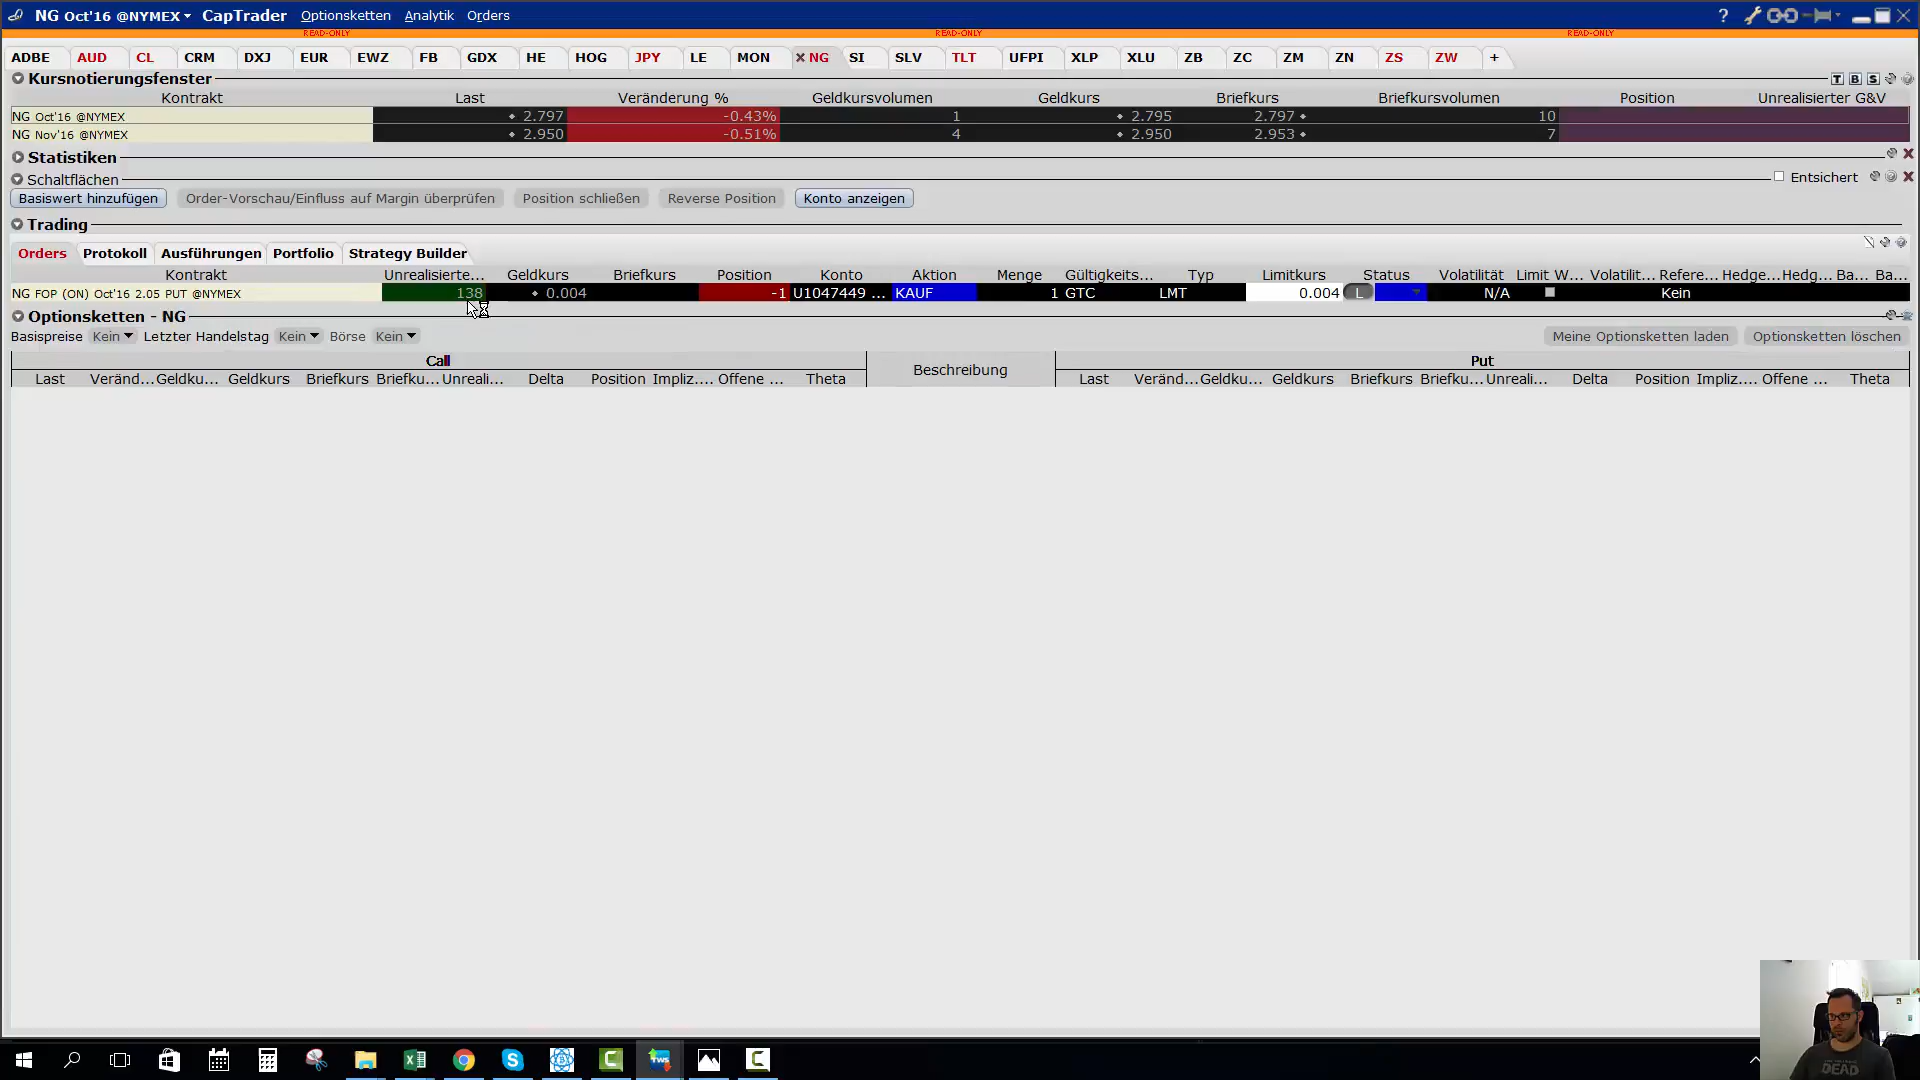 NG Oct'16 @NYMEX CapTrader Optionsketten Analytik Orders ?
READ-ONLY READ-ONLY READ-ONLY
ADBE AUD CL CRM DXJ EUR EWZ FB GDX HE HOG JPY LE MON NG SI SLV TLT UFPI XLP XLU ZB ZC ZM ZN ZS ZW +
Kursnotierungsfenster T B S
Kontrakt Last Veränderung % Geldkursvolumen Geldkurs Briefkurs Briefkursvolumen Position Unrealisierter G&V
NG Oct'16 @NYMEX 2.797 -0.43% 1 2.795 2.797 10
NG Nov'16 @NYMEX 2.950 -0.51% 4 2.950 2.953 7
Statistiken
Schaltflächen Entsichert
Basiswert hinzufügen Order-Vorschau/Einfluss auf Margin überprüfen Position schließen Reverse Position Konto anzeigen
Trading
Orders Protokoll Ausführungen Portfolio Strategy Builder
Kontrakt Unrealisierte... Geldkurs Briefkurs Position Konto Aktion Menge Gültigkeits... Typ Limitkurs Status Volatilität Limit W... Volatilit... Refere... Hedge... Hedg... Ba... Ba...
NG FOP (ON) Oct'16 2.05 PUT @NYMEX 138 0.004 -1 U1047449 ... KAUF 1 GTC LMT 0.004 L N/A Kein
Optionsketten - NG
Basispreise Kein Letzter Handelstag Kein Börse Kein Meine Optionsketten laden Optionsketten löschen
Call Beschreibung Put
Last Veränd... Geldku... Geldkurs Briefkurs Briefku... Unreali... Delta Position Impliz.... Offene ... Theta Last Veränd... Geldku... Geldkurs Briefkurs Briefku... Unreali... Delta Position Impliz.... Offene ... Theta
TWS
DEAD